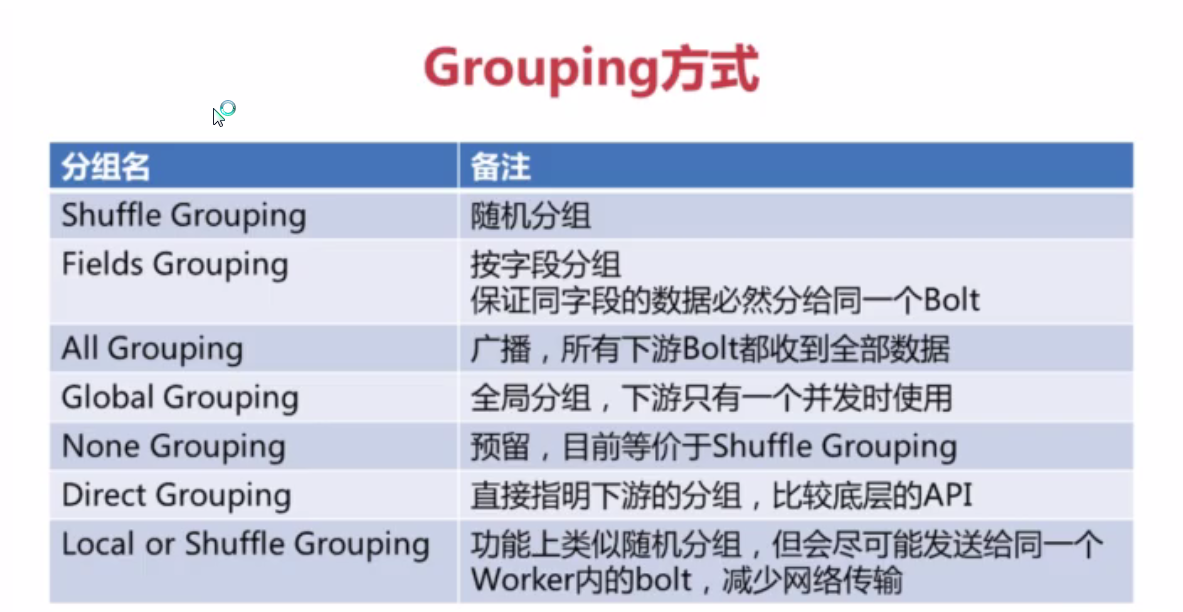 Grouping方式
分组名 备注
Shuffle Grouping 随机分组
Fields Grouping 按字段分组
保证同字段的数据必然分给同一个Bolt
All Grouping 广播，所有下游Bolt都收到全部数据
Global Grouping 全局分组，下游只有一个并发时使用
None Grouping 预留，目前等价于Shuffle Grouping
Direct Grouping 直接指明下游的分组，比较底层的API
Local or Shuffle Grouping 功能上类似随机分组，但会尽可能发送给同一个
Worker内的bolt，减少网络传输